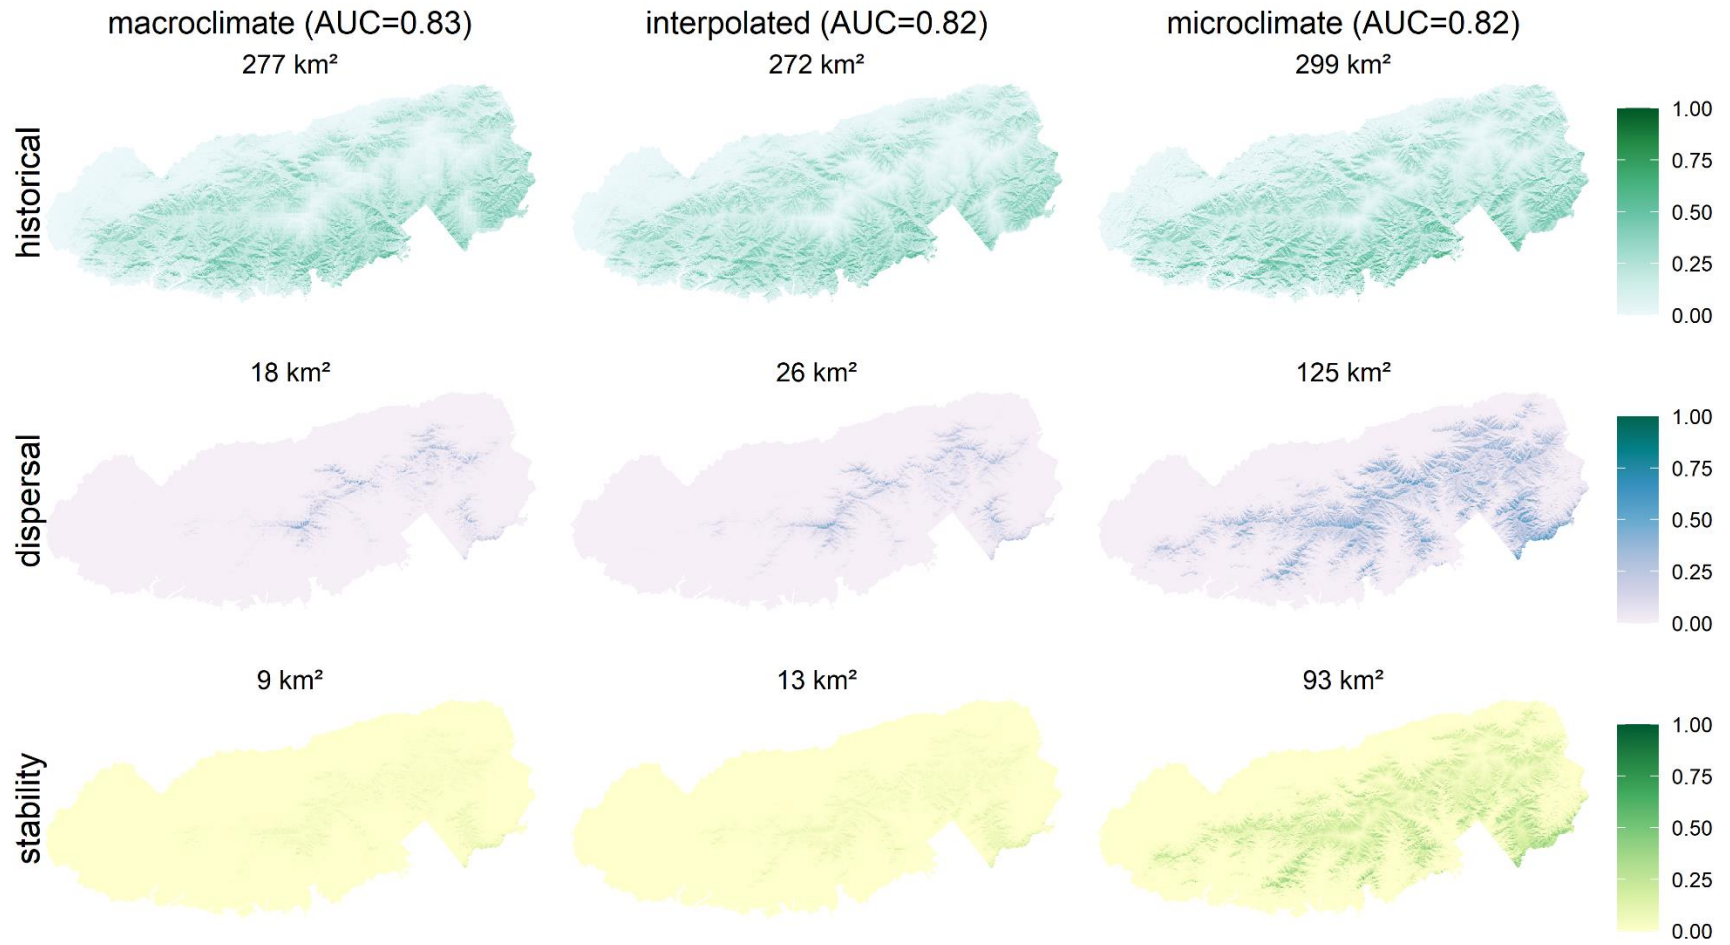 macroclimate (AUC=0.83) interpolated (AUC=0.82) microclimate (AUC=0.82)
277 km² 272 km² 299 km²
historical
1.00
0.75
0.50
0.25
0.00
18 km² 26 km² 125 km²
dispersal
1.00
0.75
0.50
0.25
0.00
9 km² 13 km² 93 km²
stability
1.00
0.75
0.50
0.25
0.00